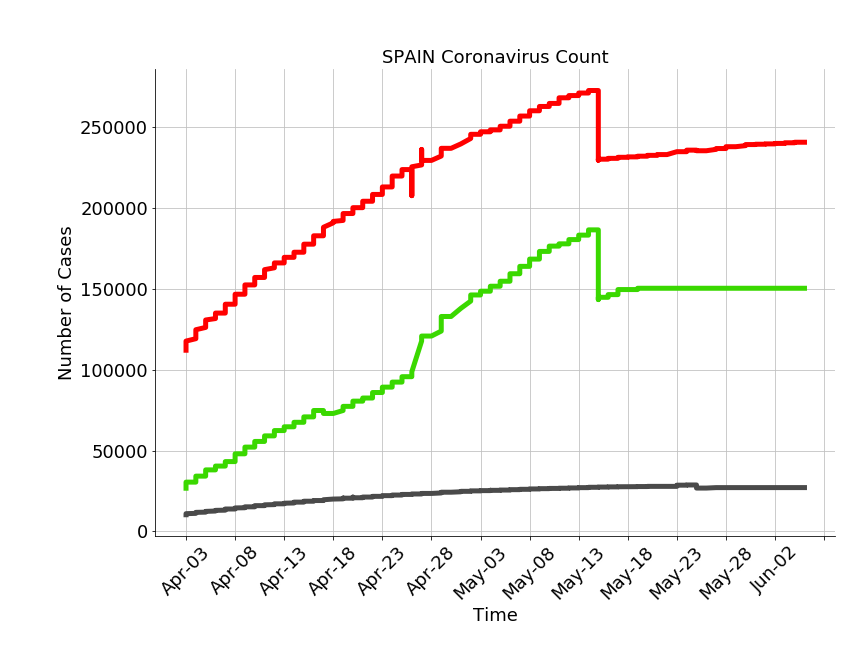 SPAIN Coronavirus Count
Number of Cases
250000
200000
150000
100000
50000
0
Apr-03
Apr-08
Apr-13
Apr-18
Apr-23
Apr-28
May-03
May-08
May-13
May-18
May-23
May-28
Jun-02
Time